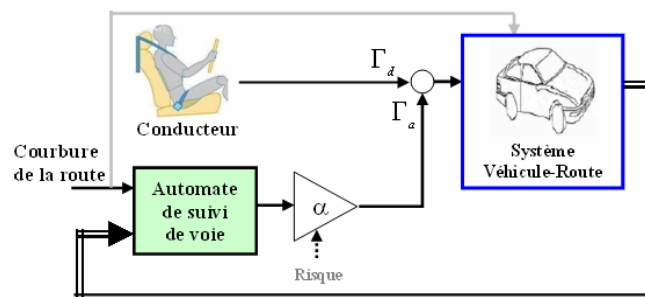 Γd
Conducteur
Γa
Système
Véhicule-Route
Courbure
de la route
Automate
de suivi
de voie
α
Risque